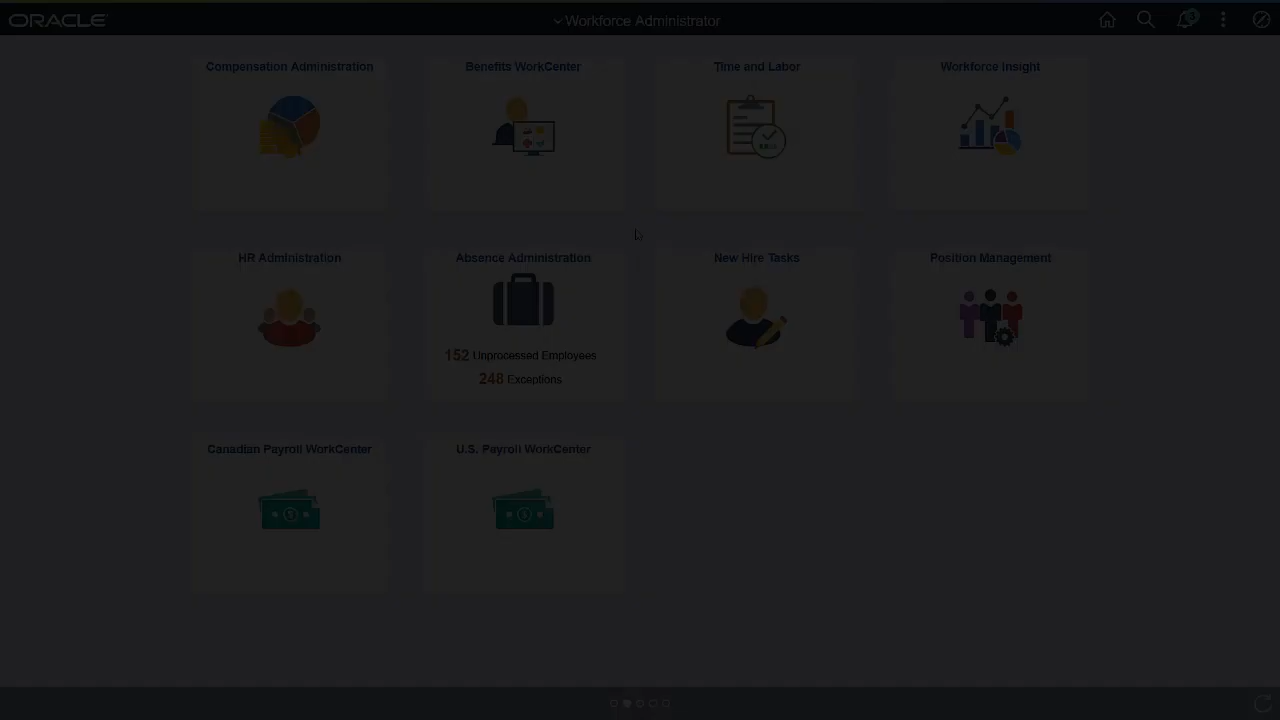 ORACLE
Workforce Administrator
3
Compensation Administration
Benefits WorkCenter
Time and Labor
Workforce Insight
HR Administration
Absence Administration
New Hire Tasks
Position Management
152 Unprocessed Employees
248 Exceptions
Canadian Payroll WorkCenter
U.S. Payroll WorkCenter